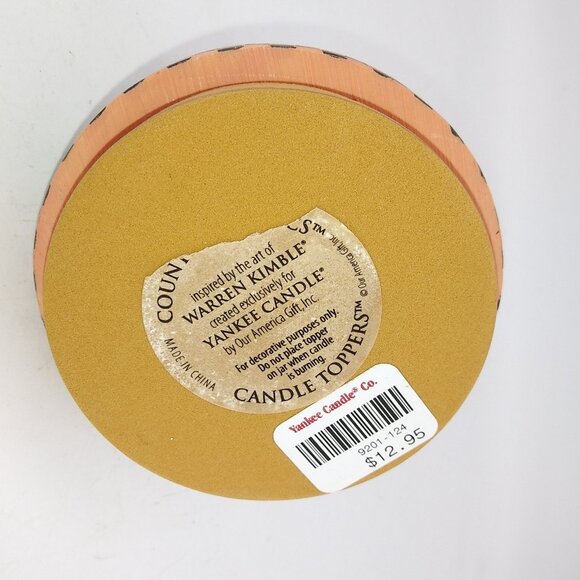 COUNT
S™
inspired by the art of
WARREN KIMBLE®
created exclusively for
YANKEE CANDLE®
by Our America Gift, Inc.
For decorative purposes only.
Do not place topper
on jar when candle
is burning.
CANDLE TOPPERS™
MADE IN CHINA
© Our America Gift, Inc.
Yankee Candle® Co.
9201-124
$12.95